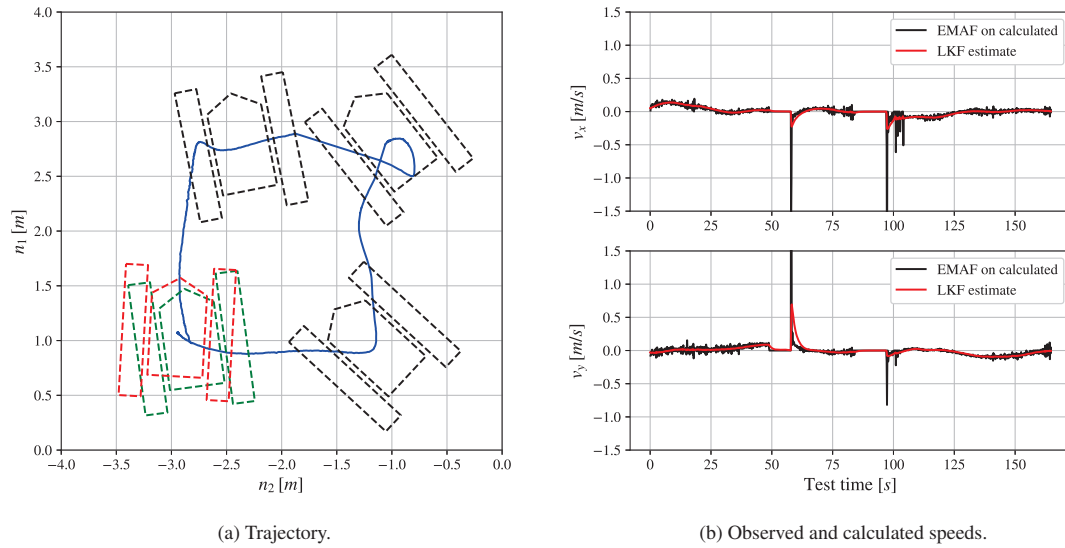 4.0
3.5
3.0
2.5
2.0
1.5
1.0
0.5
0.0
n₁ [m]
−4.0 −3.5 −3.0 −2.5 −2.0 −1.5 −1.0 −0.5 0.0
n₂ [m]
(a) Trajectory.
1.5
1.0
0.5
0.0
−0.5
−1.0
−1.5
vₓ [m/s]
EMAF on calculated
LKF estimate
0 25 50 75 100 125 150
1.5
1.0
0.5
0.0
−0.5
−1.0
−1.5
v_y [m/s]
EMAF on calculated
LKF estimate
0 25 50 75 100 125 150
Test time [s]
(b) Observed and calculated speeds.